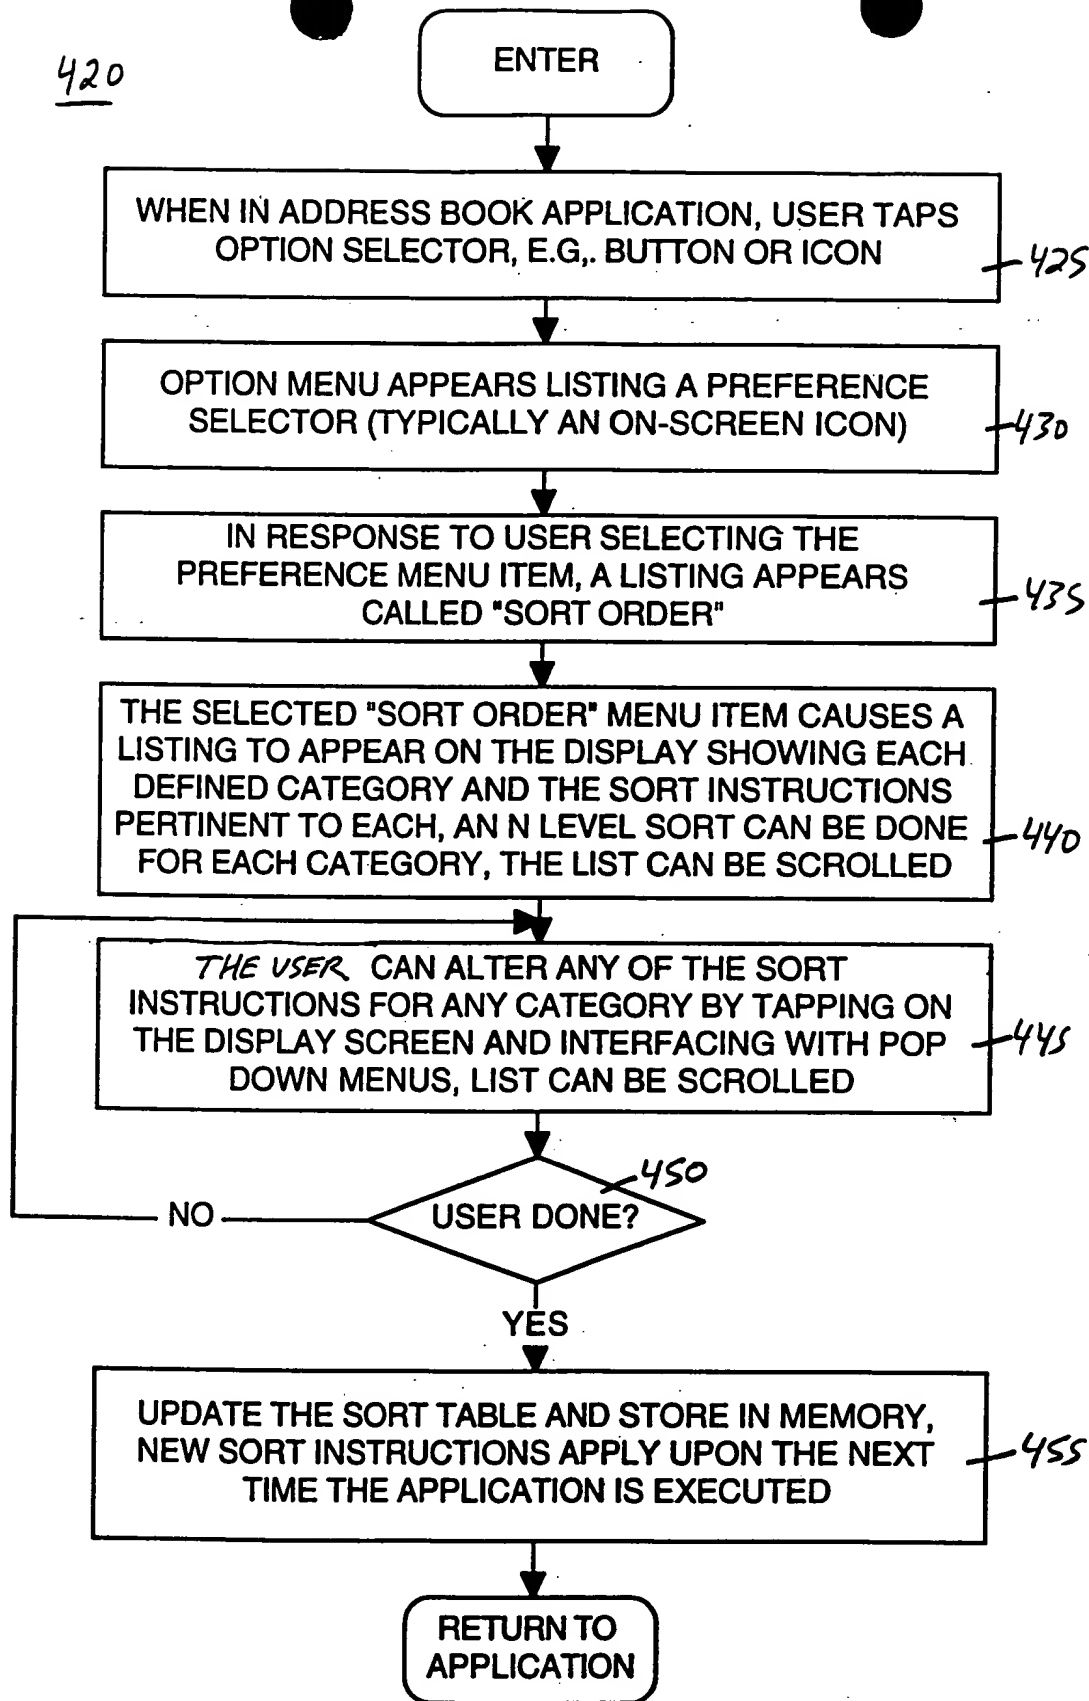 420
ENTER
WHEN IN ADDRESS BOOK APPLICATION, USER TAPS
OPTION SELECTOR, E.G,. BUTTON OR ICON
425
OPTION MENU APPEARS LISTING A PREFERENCE
SELECTOR (TYPICALLY AN ON-SCREEN ICON)
430
IN RESPONSE TO USER SELECTING THE
PREFERENCE MENU ITEM, A LISTING APPEARS
CALLED "SORT ORDER"
435
THE SELECTED "SORT ORDER" MENU ITEM CAUSES A
LISTING TO APPEAR ON THE DISPLAY SHOWING EACH
DEFINED CATEGORY AND THE SORT INSTRUCTIONS
PERTINENT TO EACH, AN N LEVEL SORT CAN BE DONE
FOR EACH CATEGORY, THE LIST CAN BE SCROLLED
440
THE USER CAN ALTER ANY OF THE SORT
INSTRUCTIONS FOR ANY CATEGORY BY TAPPING ON
THE DISPLAY SCREEN AND INTERFACING WITH POP
DOWN MENUS, LIST CAN BE SCROLLED
445
450
USER DONE?
NO
YES
UPDATE THE SORT TABLE AND STORE IN MEMORY,
NEW SORT INSTRUCTIONS APPLY UPON THE NEXT
TIME THE APPLICATION IS EXECUTED
455
RETURN TO
APPLICATION